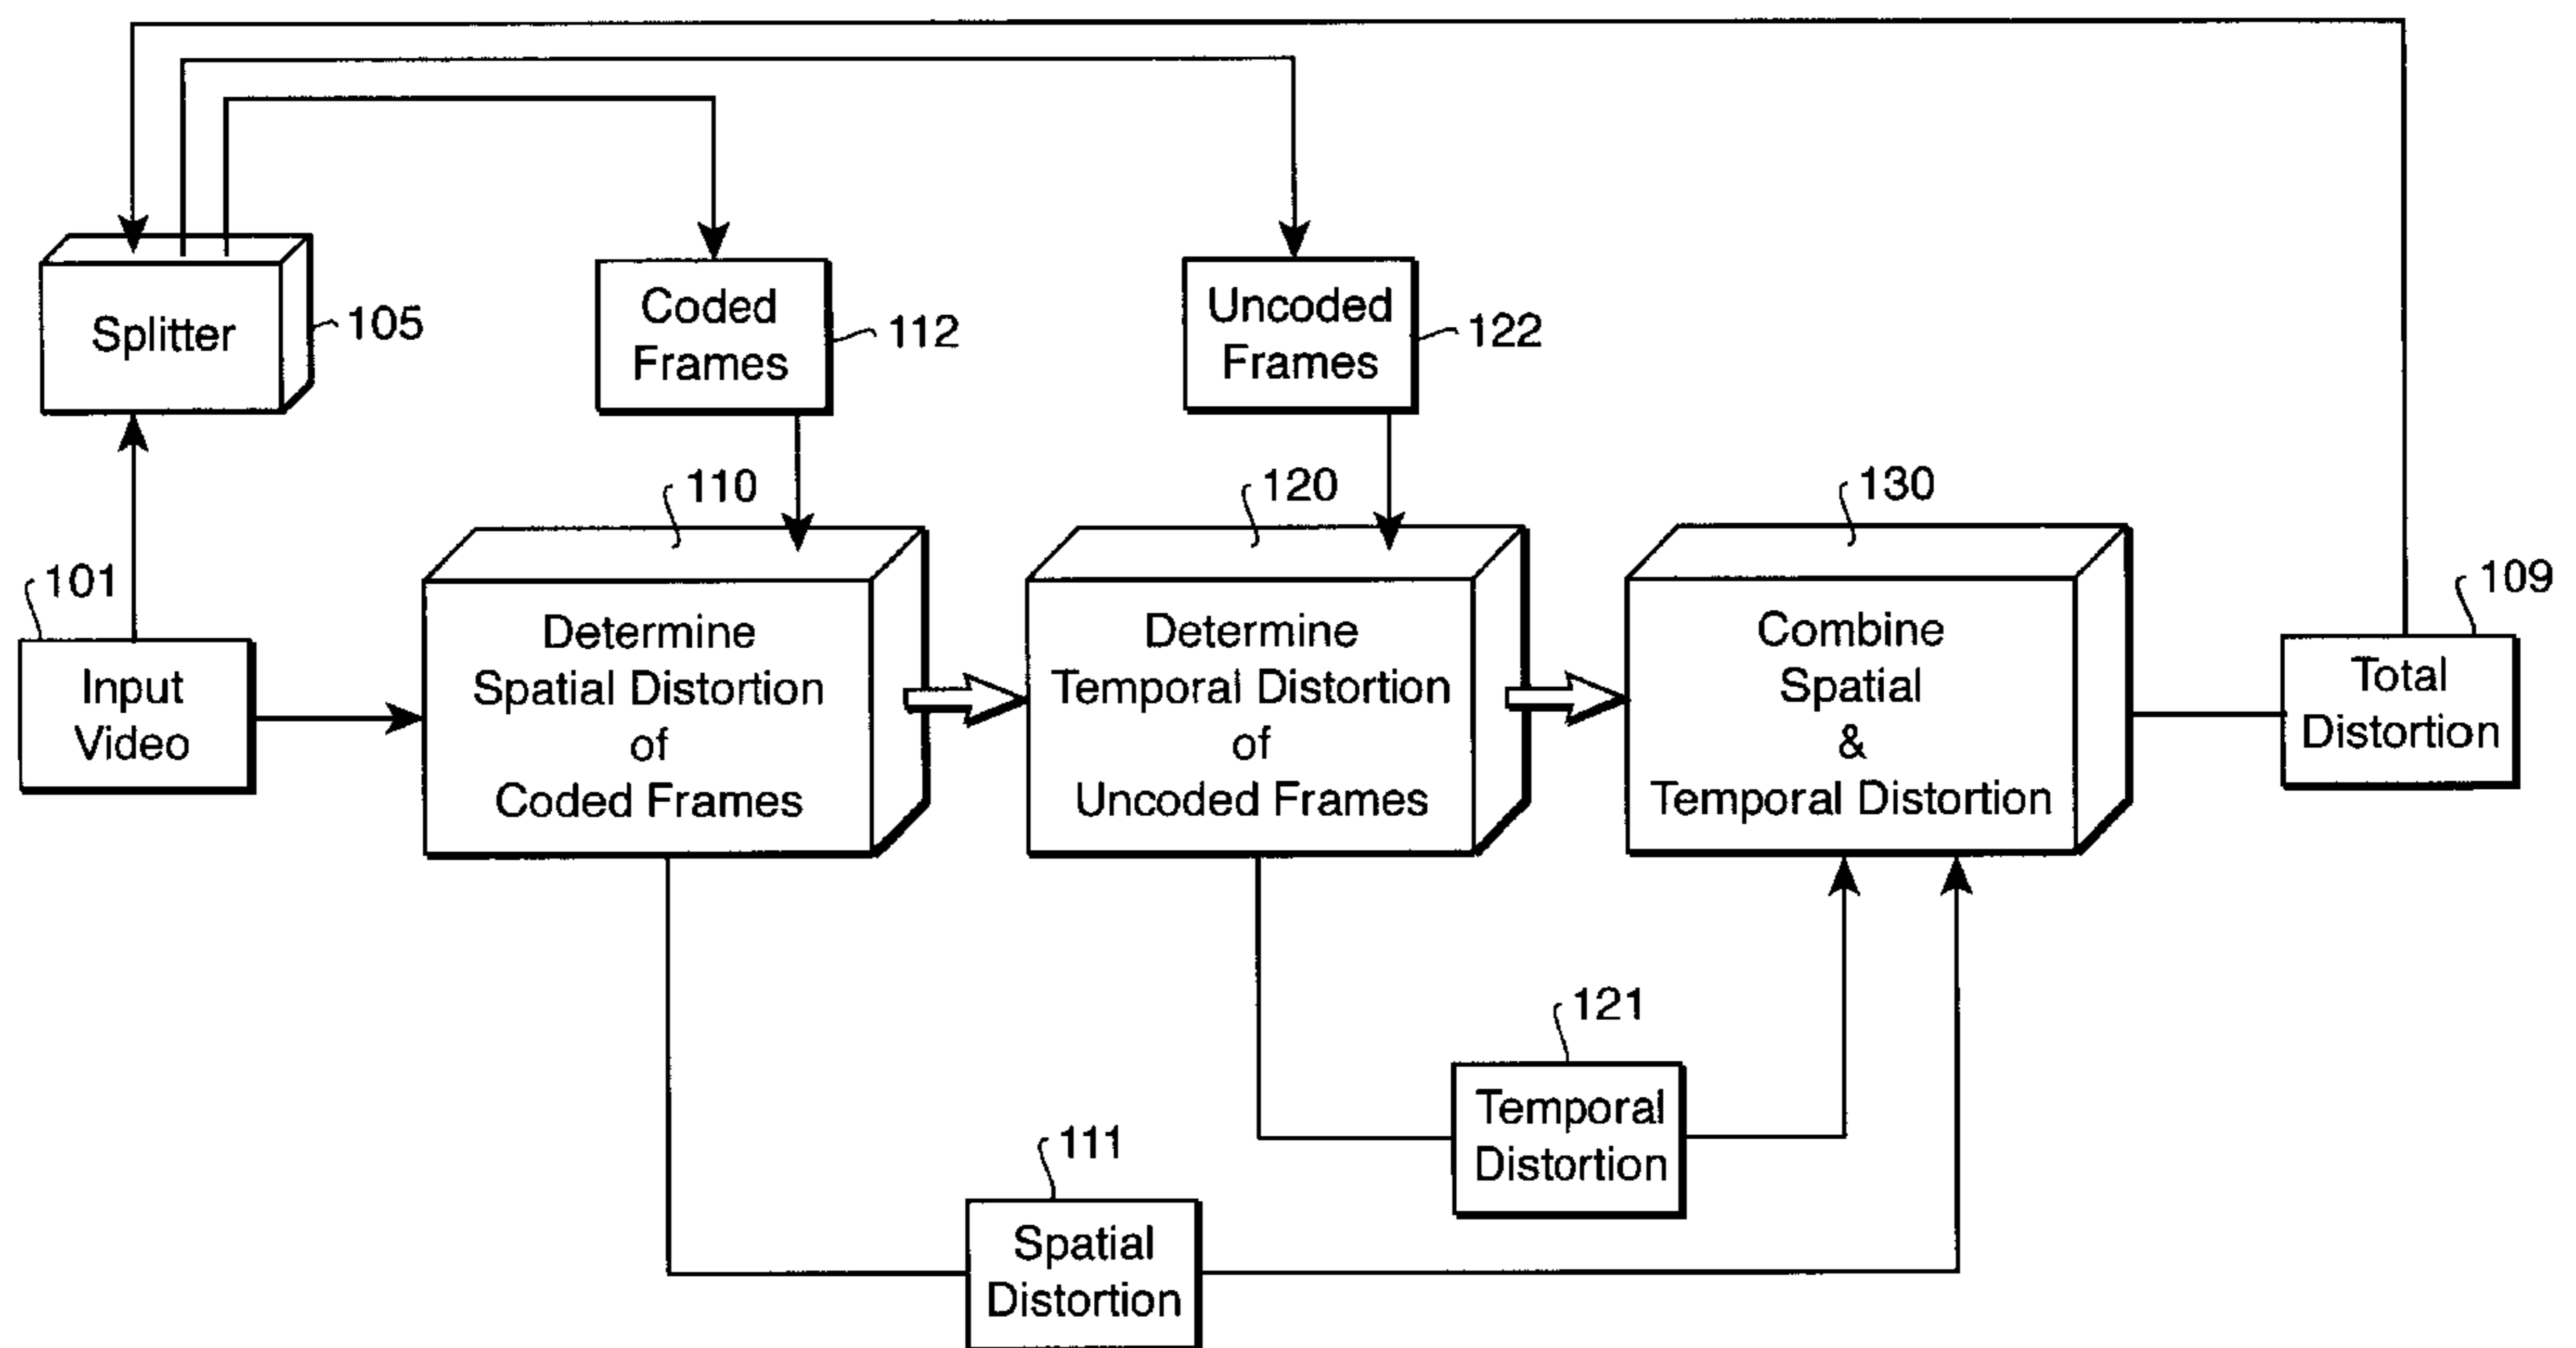 Splitter
105
Coded
Frames
112
Uncoded
Frames
122
101
Input
Video
110
Determine
Spatial Distortion
of
Coded Frames
120
Determine
Temporal Distortion
of
Uncoded Frames
130
Combine
Spatial
&
Temporal Distortion
109
Total
Distortion
121
Temporal
Distortion
111
Spatial
Distortion